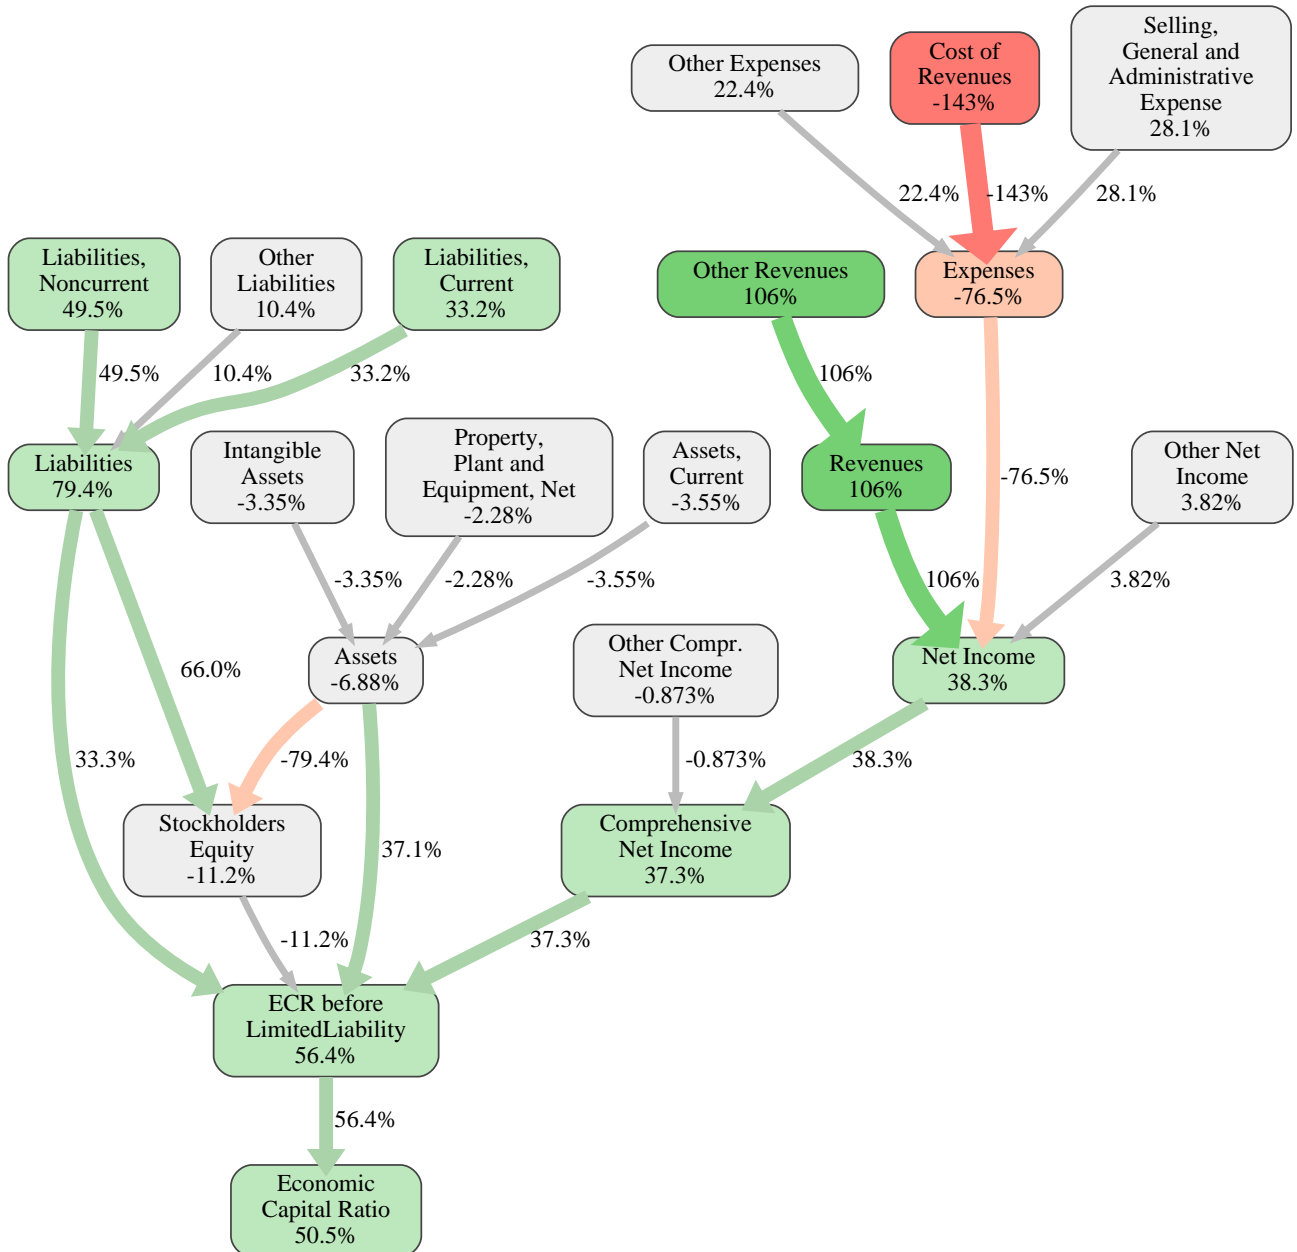 Other Expenses
22.4%
Cost of
Revenues
-143%
Selling,
General and
Administrative
Expense
28.1%
22.4%
-143%
28.1%
Liabilities,
Noncurrent
49.5%
Other
Liabilities
10.4%
Liabilities,
Current
33.2%
Other Revenues
106%
Expenses
-76.5%
49.5%
10.4%
33.2%
106%
-76.5%
Liabilities
79.4%
Intangible
Assets
-3.35%
Property,
Plant and
Equipment, Net
-2.28%
Assets,
Current
-3.55%
Revenues
106%
Other Net
Income
3.82%
-3.35%
-2.28%
-3.55%
106%
3.82%
66.0%
Assets
-6.88%
Other Compr.
Net Income
-0.873%
Net Income
38.3%
33.3%
-79.4%
-0.873%
38.3%
Stockholders
Equity
-11.2%
37.1%
Comprehensive
Net Income
37.3%
-11.2%
37.3%
ECR before
LimitedLiability
56.4%
56.4%
Economic
Capital Ratio
50.5%